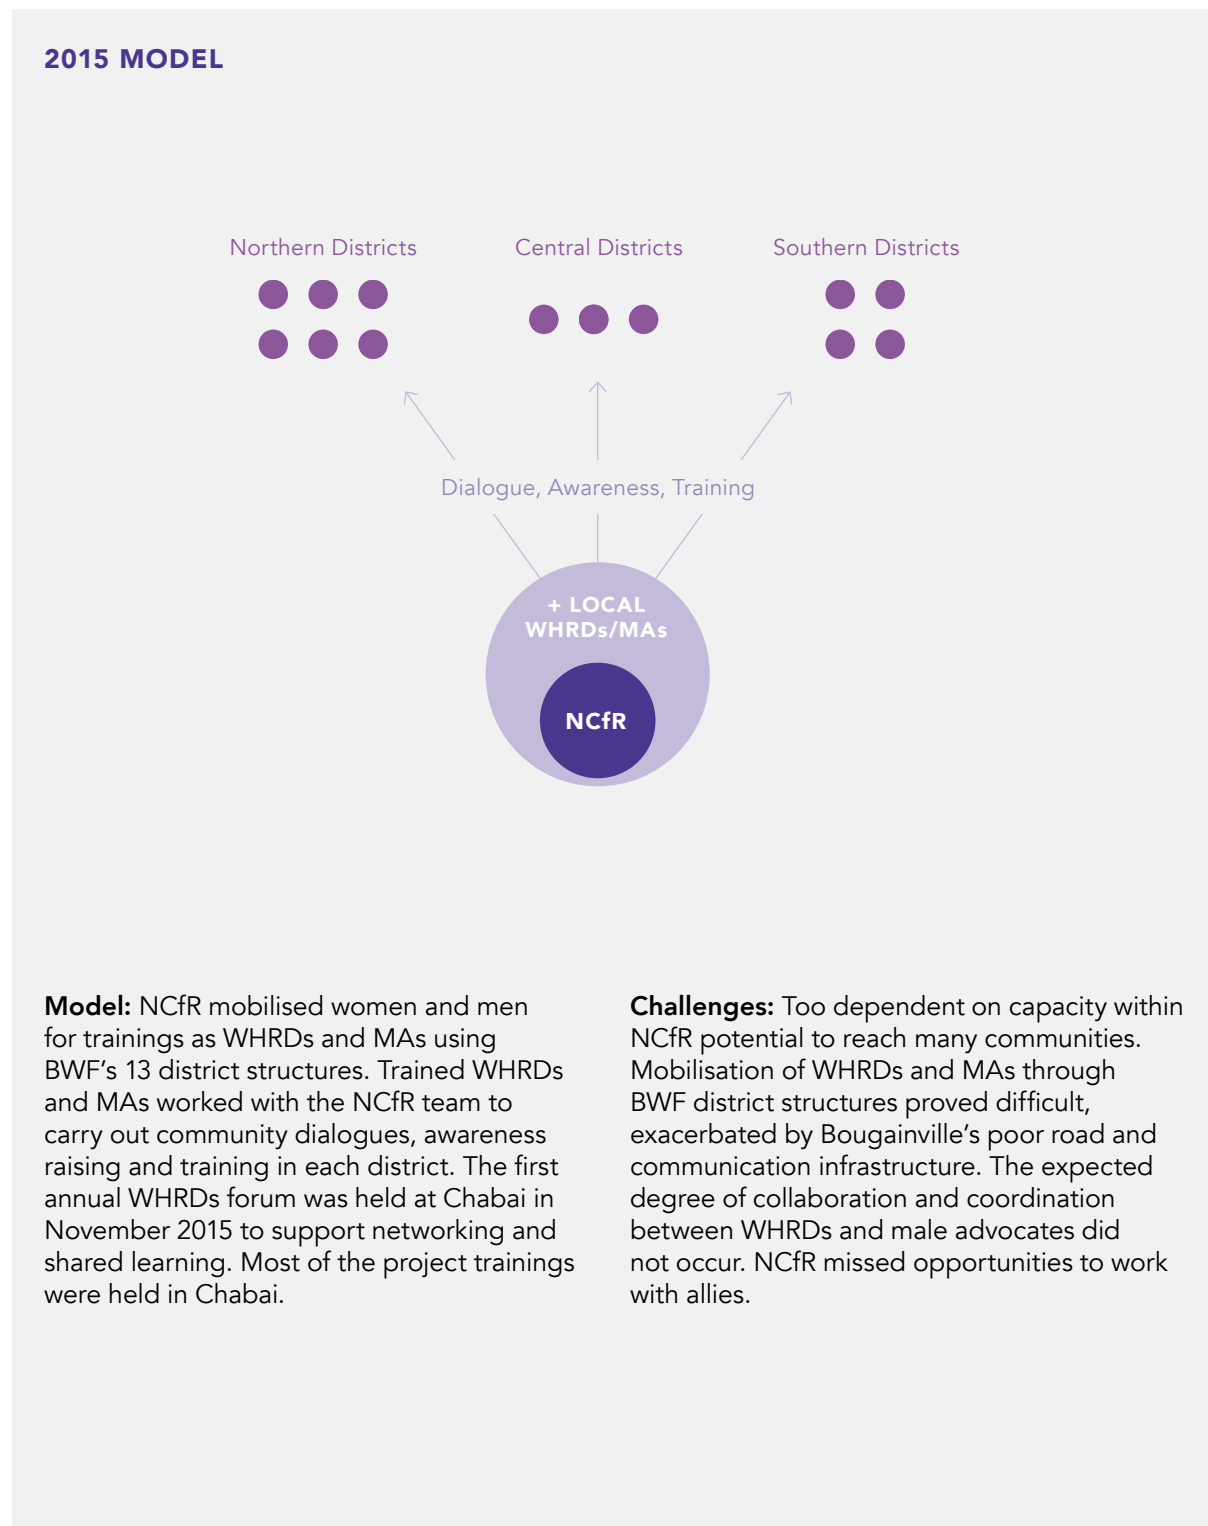 2015 MODEL
Northern Districts
Central Districts
Southern Districts
Dialogue, Awareness, Training
+ LOCAL
WHRDs/MAs
NCfR
Model: NCfR mobilised women and men
for trainings as WHRDs and MAs using
BWF’s 13 district structures. Trained WHRDs
and MAs worked with the NCfR team to
carry out community dialogues, awareness
raising and training in each district. The first
annual WHRDs forum was held at Chabai in
November 2015 to support networking and
shared learning. Most of the project trainings
were held in Chabai.
Challenges: Too dependent on capacity within
NCfR potential to reach many communities.
Mobilisation of WHRDs and MAs through
BWF district structures proved difficult,
exacerbated by Bougainville’s poor road and
communication infrastructure. The expected
degree of collaboration and coordination
between WHRDs and male advocates did
not occur. NCfR missed opportunities to work
with allies.